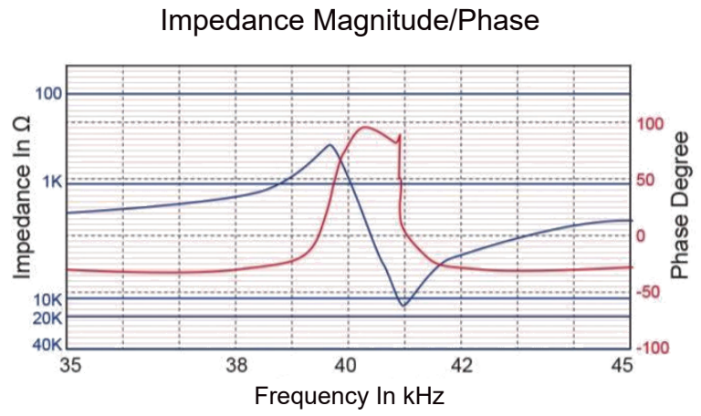 Impedance Magnitude/Phase
Impedance In Ω
100
1K
10K
20K
40K
100
50
0
-50
-100
Phase Degree
35
38
40
42
45
Frequency In kHz